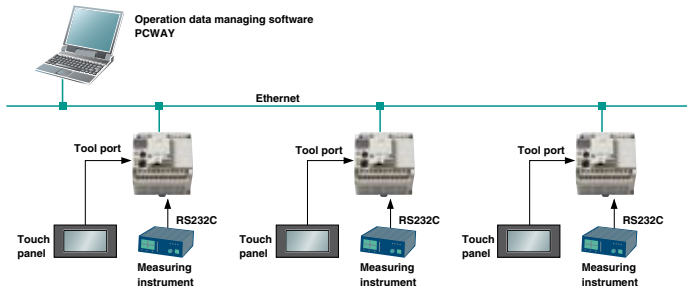 Operation data managing software
PCWAY
Ethernet
Tool port
Tool port
Tool port
RS232C
RS232C
RS232C
Touch
panel
Measuring
instrument
Touch
panel
Measuring
instrument
Touch
panel
Measuring
instrument